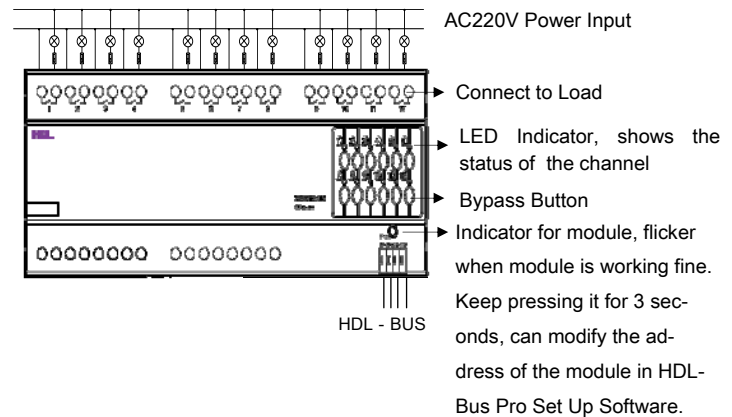 AC220V Power Input
Connect to Load
LED Indicator, shows the
status of the channel
Bypass Button
Indicator for module, flicker
when module is working fine.
Keep pressing it for 3 sec-
onds, can modify the ad-
dress of the module in HDL-
Bus Pro Set Up Software.
HDL
HDL - BUS